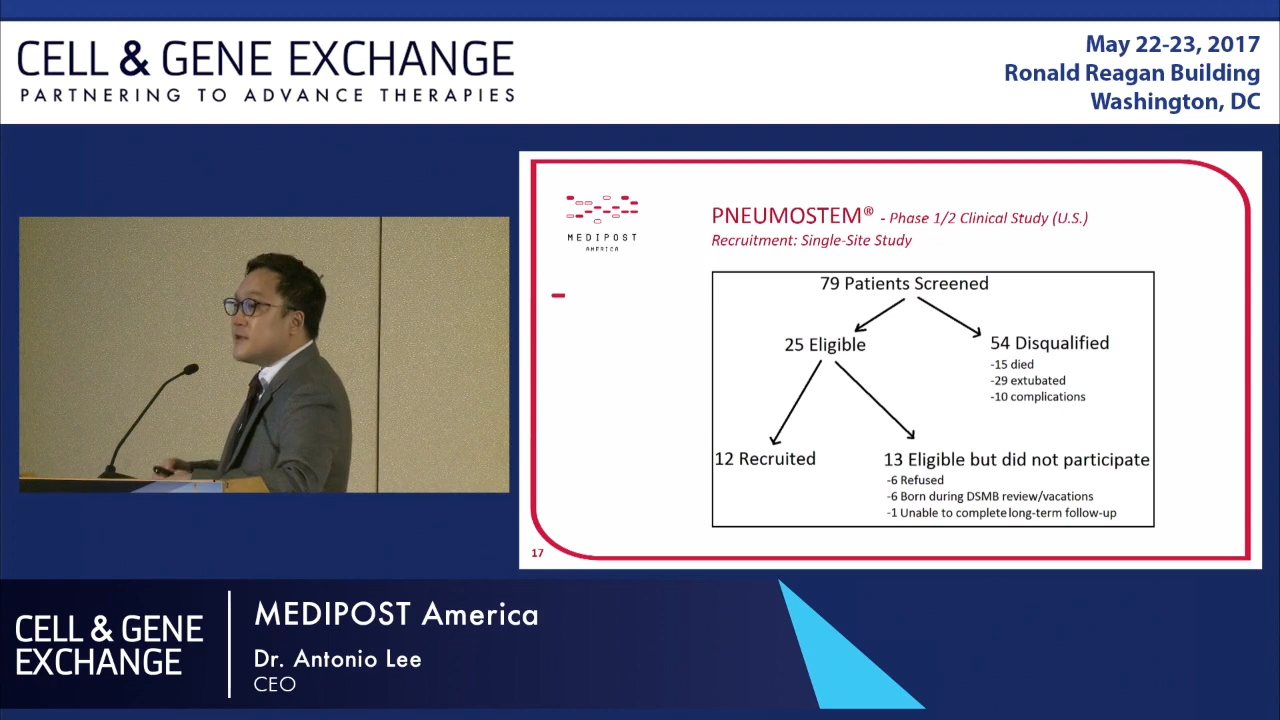 CELL & GENE EXCHANGE
PARTNERING TO ADVANCE THERAPIES
May 22-23, 2017
Ronald Reagan Building
Washington, DC
MEDIPOST
AMERICA
PNEUMOSTEM® - Phase 1/2 Clinical Study (U.S.)
Recruitment: Single-Site Study
79 Patients Screened
25 Eligible
54 Disqualified
-15 died
-29 extubated
-10 complications
12 Recruited
13 Eligible but did not participate
-6 Refused
-6 Born during DSMB review/vacations
-1 Unable to complete long-term follow-up
17
CELL & GENE
EXCHANGE
MEDIPOST America
Dr. Antonio Lee
CEO